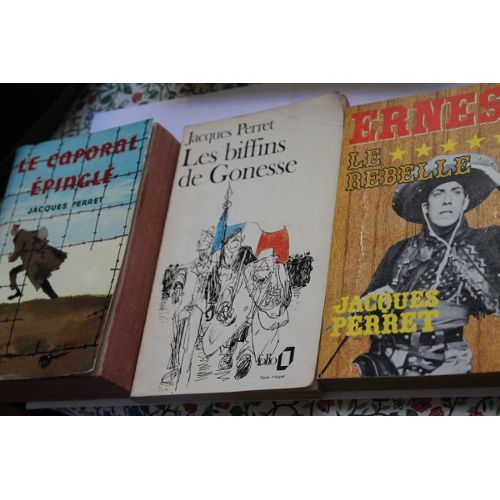 LE CAPORAL
ÉPINGLÉ
JACQUES PERRET
Jacques Perret
Les biffins
de Gonesse
folio
Texte intégral
ERNES
LE
REBELLE
JACQUES
PERRET